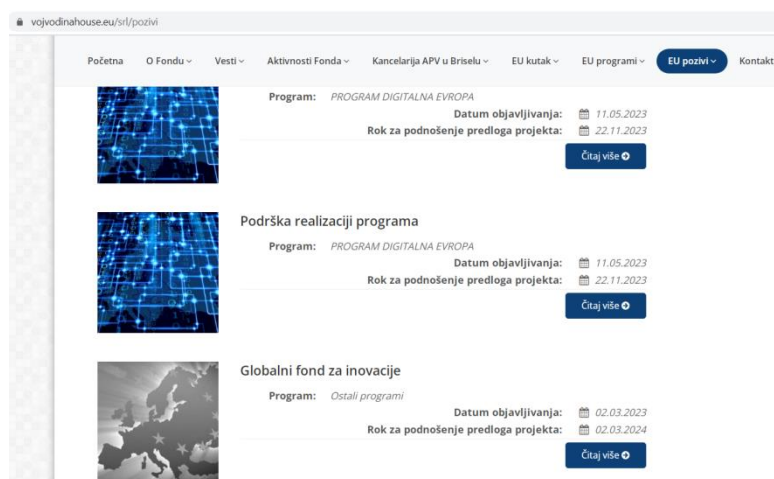 vojvodinahouse.eu/srl/pozivi
Početna O Fondu Vesti Aktivnosti Fonda Kancelarija APV u Briselu EU kutak EU programi EU pozivi Kontakt
Program: PROGRAM DIGITALNA EVROPA
Datum objavljivanja: 11.05.2023
Rok za podnošenje predloga projekta: 22.11.2023
Čitaj više
Podrška realizaciji programa
Program: PROGRAM DIGITALNA EVROPA
Datum objavljivanja: 11.05.2023
Rok za podnošenje predloga projekta: 22.11.2023
Čitaj više
Globalni fond za inovacije
Program: Ostali programi
Datum objavljivanja: 02.03.2023
Rok za podnošenje predloga projekta: 02.03.2024
Čitaj više